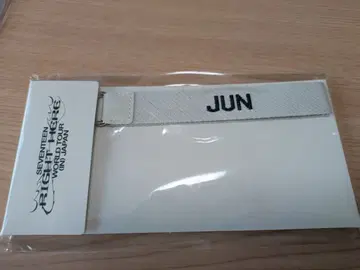 SEVENTEEN
RIGHT HERE
WORLD TOUR
(IN) JAPAN
JUN